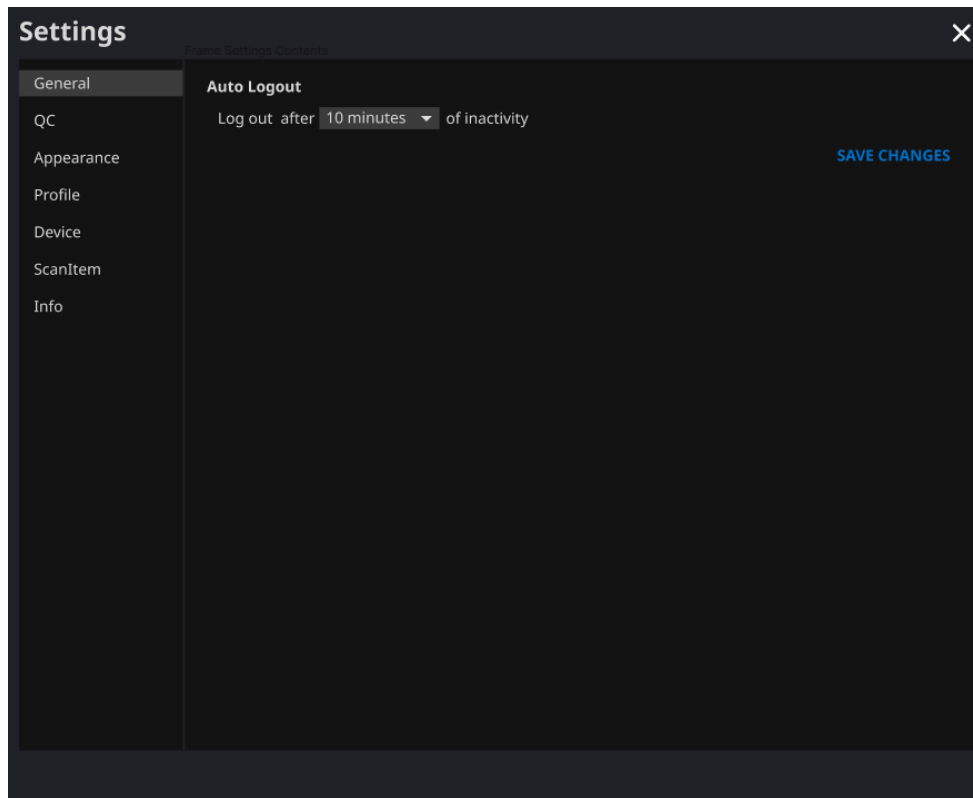 Settings
Frame Settings Contents
General
QC
Appearance
Profile
Device
ScanItem
Info
Auto Logout
Log out after 10 minutes of inactivity
SAVE CHANGES